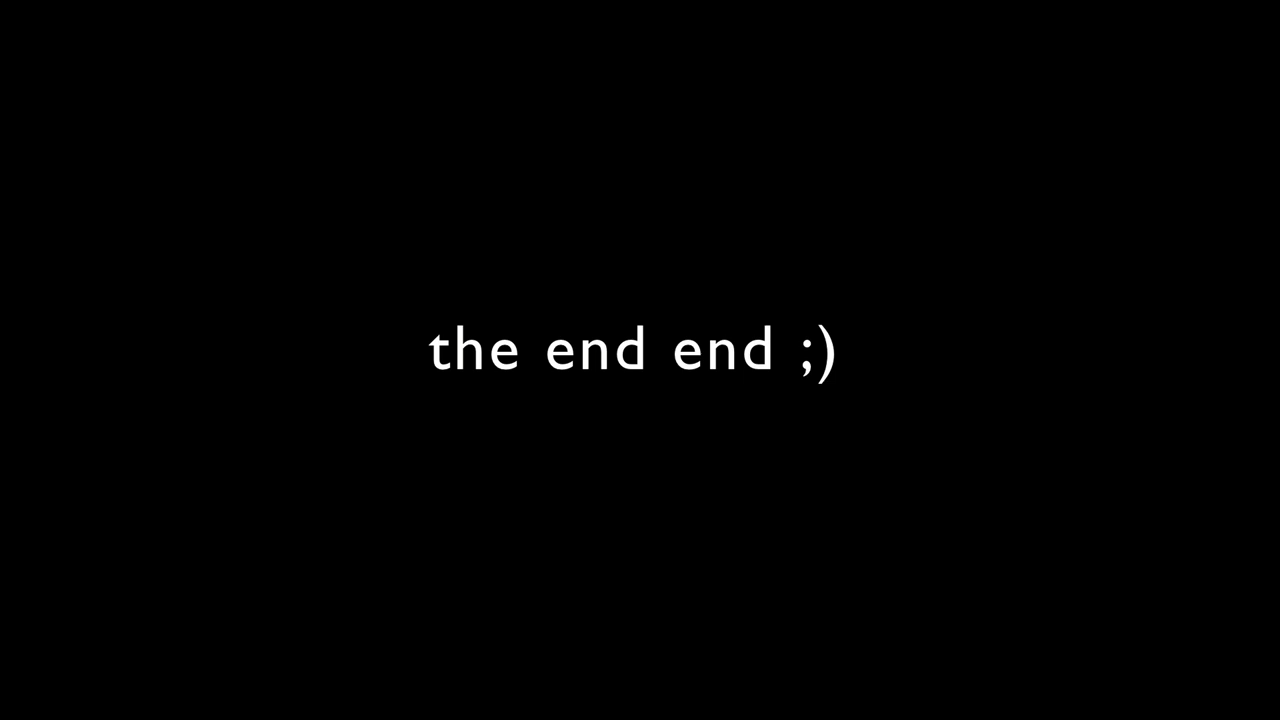 the end end ;)